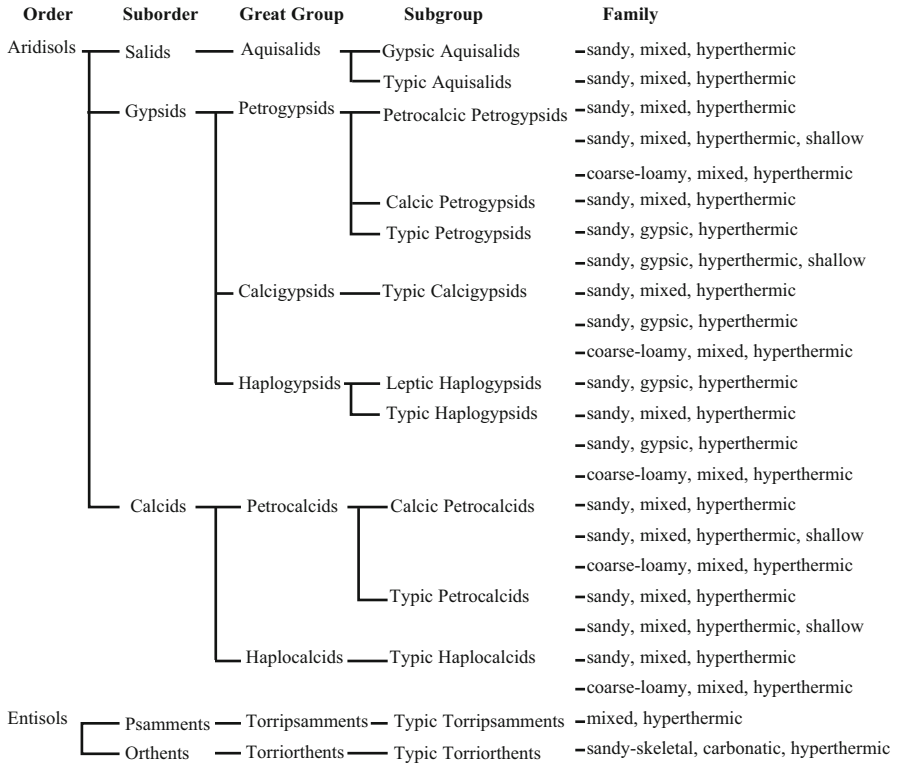 Order Suborder Great Group Subgroup Family
Aridisols Salids Aquisalids Gypsic Aquisalids sandy, mixed, hyperthermic
Typic Aquisalids sandy, mixed, hyperthermic
Gypsids Petrogypsids Petrocalcic Petrogypsids sandy, mixed, hyperthermic
sandy, mixed, hyperthermic, shallow
coarse-loamy, mixed, hyperthermic
Calcic Petrogypsids sandy, mixed, hyperthermic
Typic Petrogypsids sandy, gypsic, hyperthermic
sandy, gypsic, hyperthermic, shallow
Calcigypsids Typic Calcigypsids sandy, mixed, hyperthermic
sandy, gypsic, hyperthermic
coarse-loamy, mixed, hyperthermic
Haplogypsids Leptic Haplogypsids sandy, gypsic, hyperthermic
Typic Haplogypsids sandy, mixed, hyperthermic
sandy, gypsic, hyperthermic
coarse-loamy, mixed, hyperthermic
Calcids Petrocalcids Calcic Petrocalcids sandy, mixed, hyperthermic
sandy, mixed, hyperthermic, shallow
coarse-loamy, mixed, hyperthermic
Typic Petrocalcids sandy, mixed, hyperthermic
sandy, mixed, hyperthermic, shallow
Haplocalcids Typic Haplocalcids sandy, mixed, hyperthermic
coarse-loamy, mixed, hyperthermic
Entisols Psamments Torripsamments Typic Torripsamments mixed, hyperthermic
Orthents Torriorthents Typic Torriorthents sandy-skeletal, carbonatic, hyperthermic